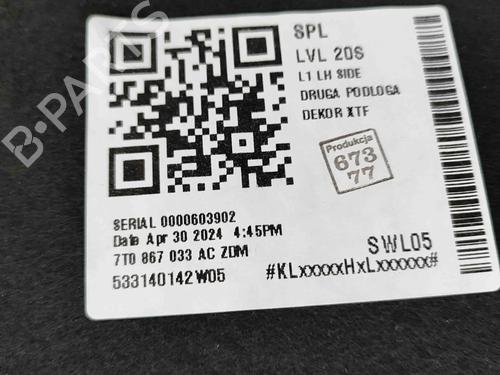 SPL
LVL 20S
L1 LH SIDE
DRUGA PODLOGA
DEKOR XTF
Produkcja
673
77
SERIAL 0000603902
Date Apr 30 2024 4:45PM
7T0 867 033 AC ZDM
533140142W05
SWL05
#KLxxxxxHxLxxxxxx#
B-PARTS